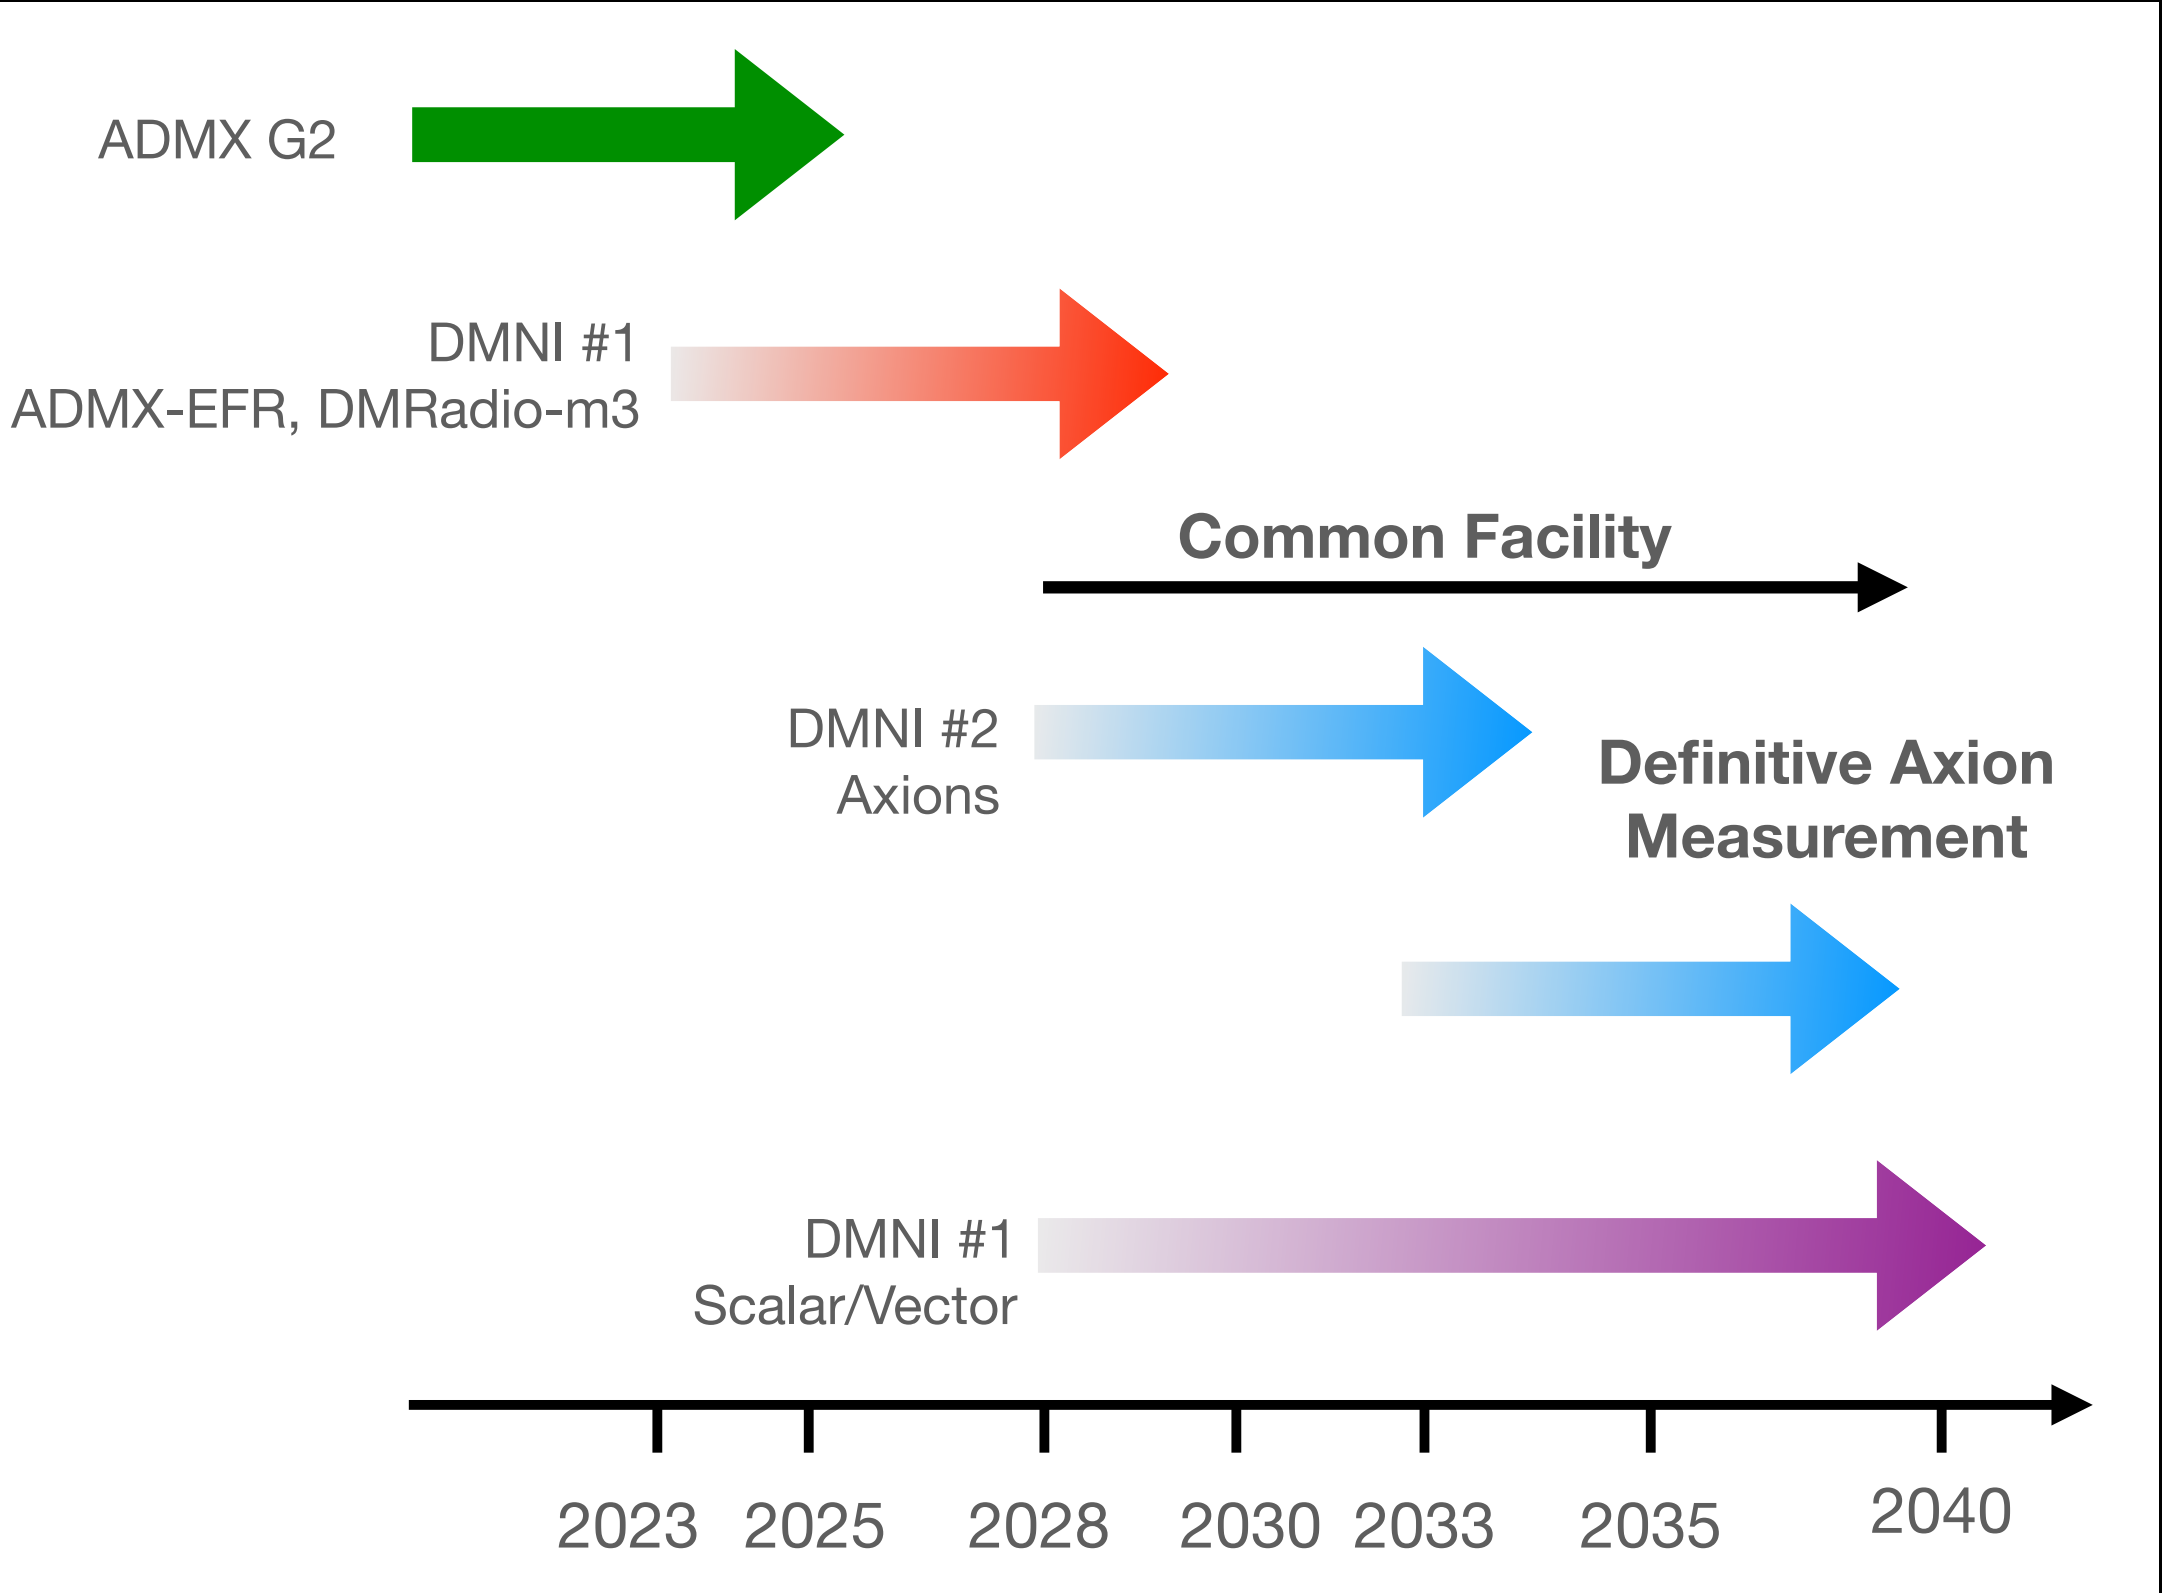 ADMX G2
DMNI #1
ADMX-EFR, DMRadio-m3
Common Facility
DMNI #2
Axions
Definitive Axion
Measurement
DMNI #1
Scalar/Vector
2023 2025 2028 2030 2033 2035 2040